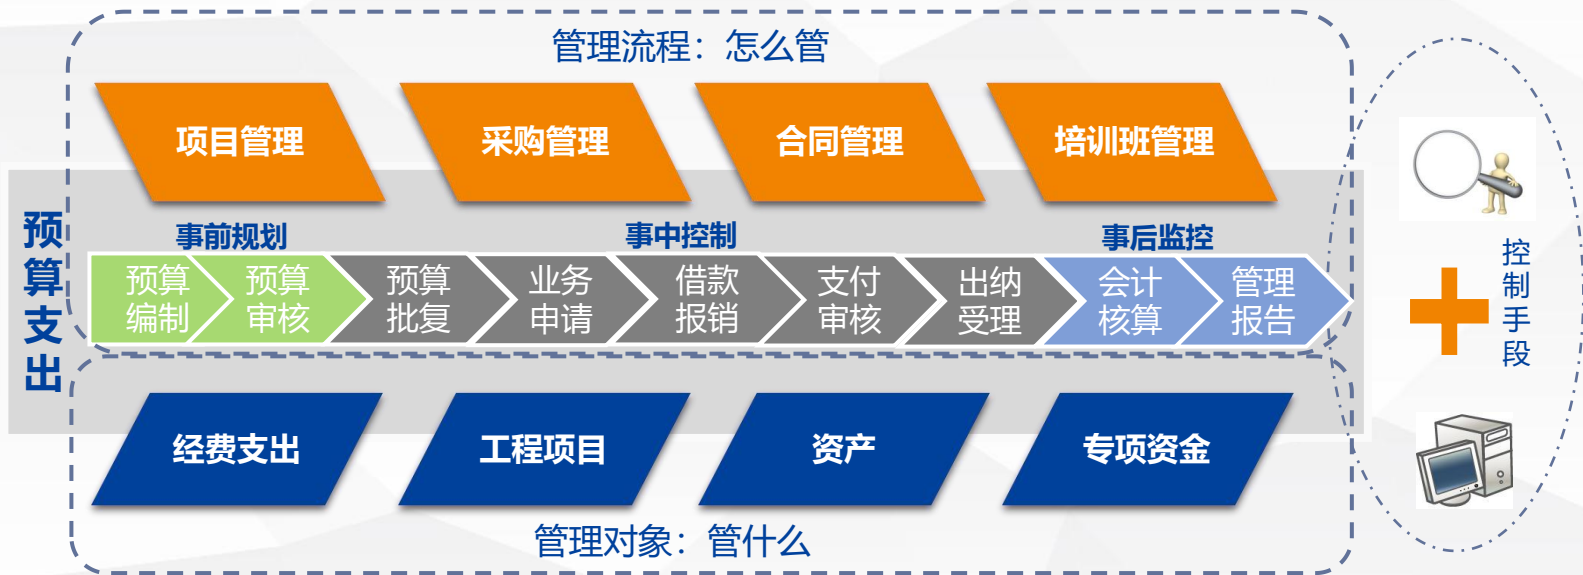 管理流程：怎么管
项目管理
采购管理
合同管理
培训班管理
预算支出
事前规划
事中控制
事后监控
预算
编制
预算
审核
预算
批复
业务
申请
借款
报销
支付
审核
出纳
受理
会计
核算
管理
报告
经费支出
工程项目
资产
专项资金
管理对象：管什么
控制手段